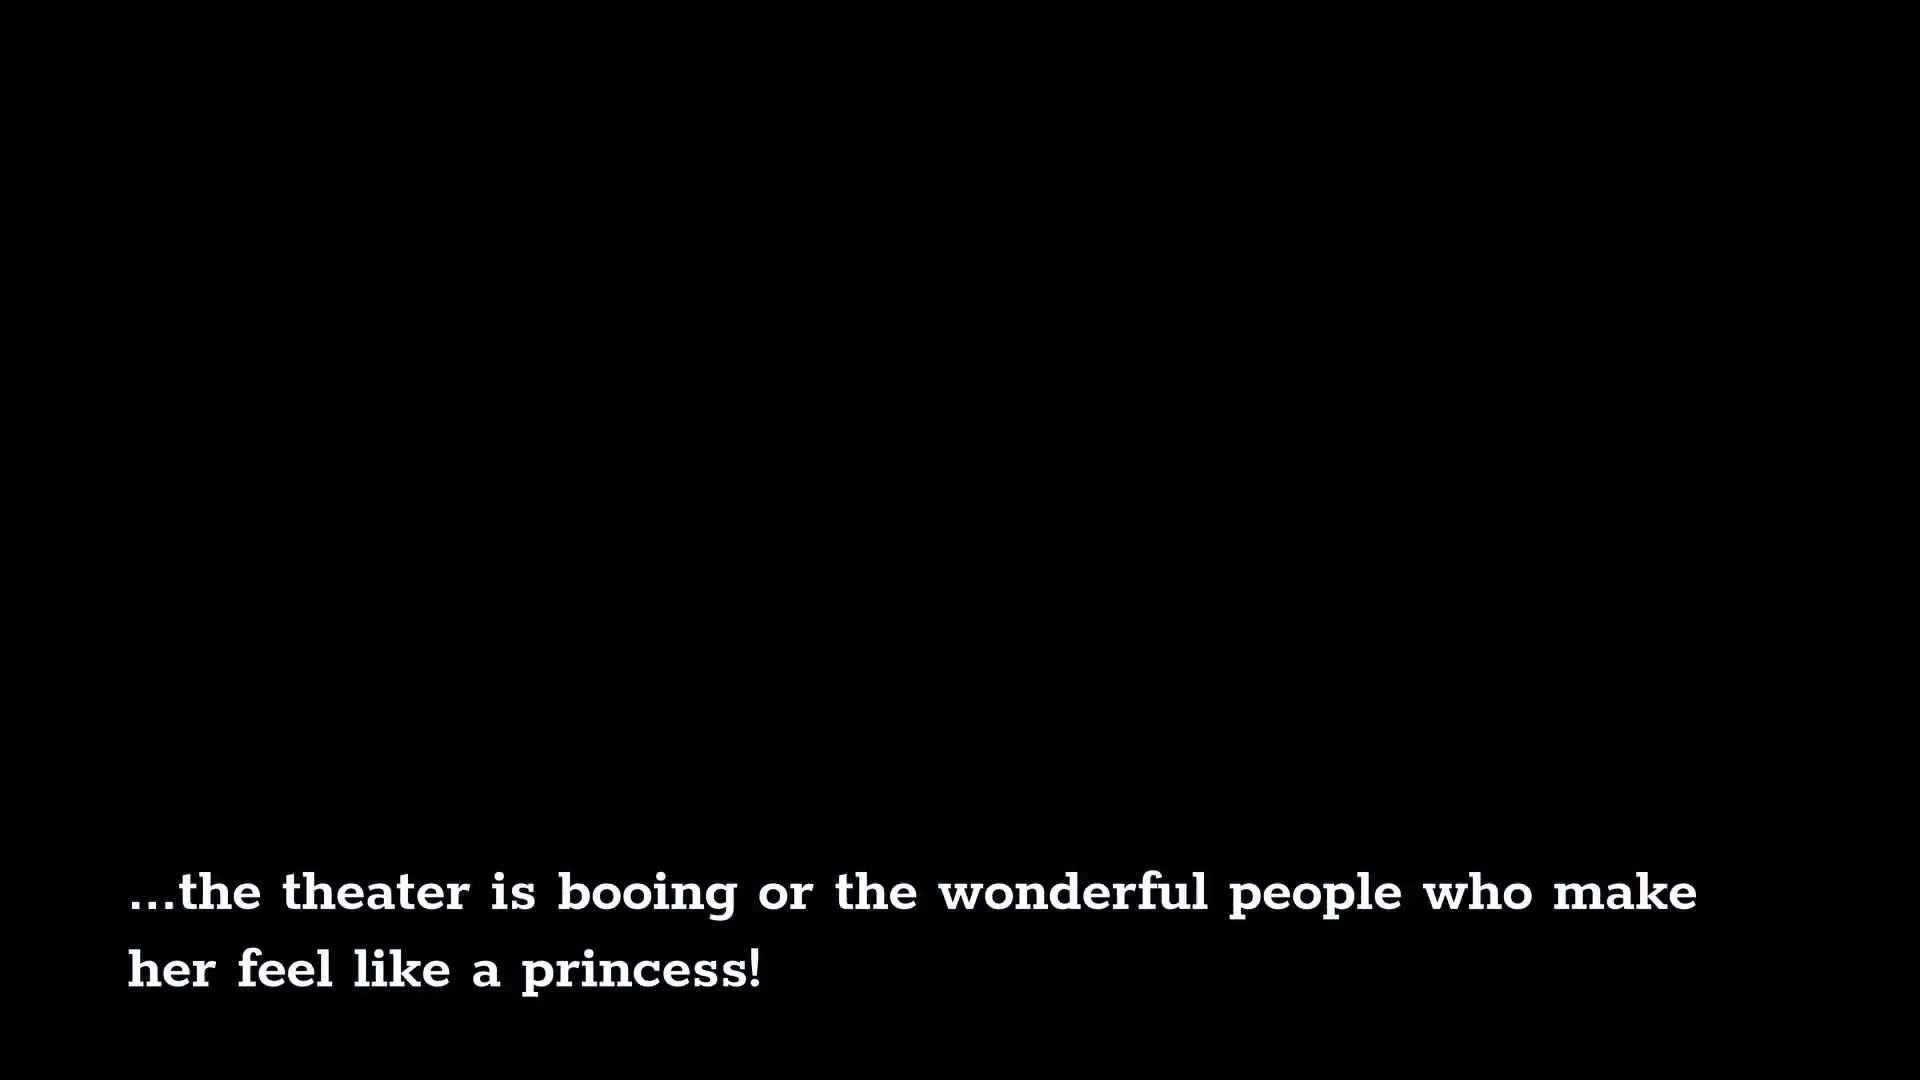 ...the theater is booing or the wonderful people who make
her feel like a princess!